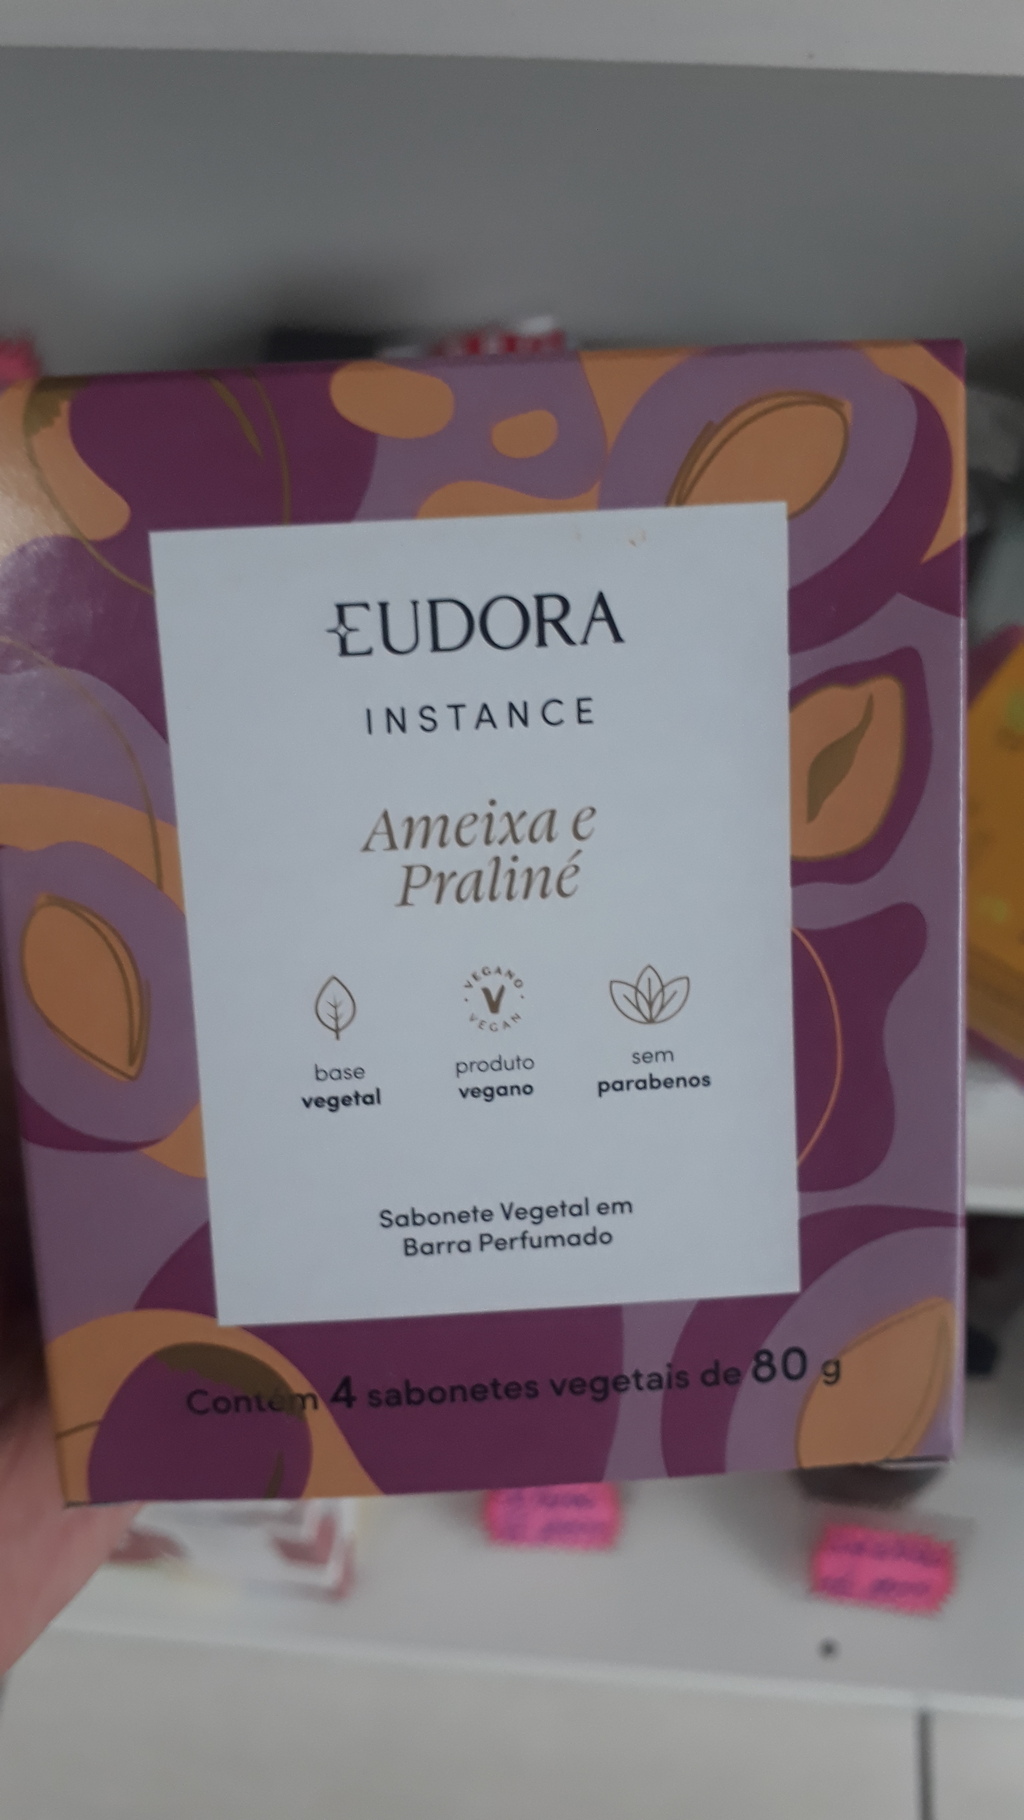 EUDORA
INSTANCE
Ameixa e
Praliné
VEGANO
V
VEGAN
base
vegetal
produto
vegano
sem
parabenos
Sabonete Vegetal em
Barra Perfumado
Contém 4 sabonetes vegetais de 80 g